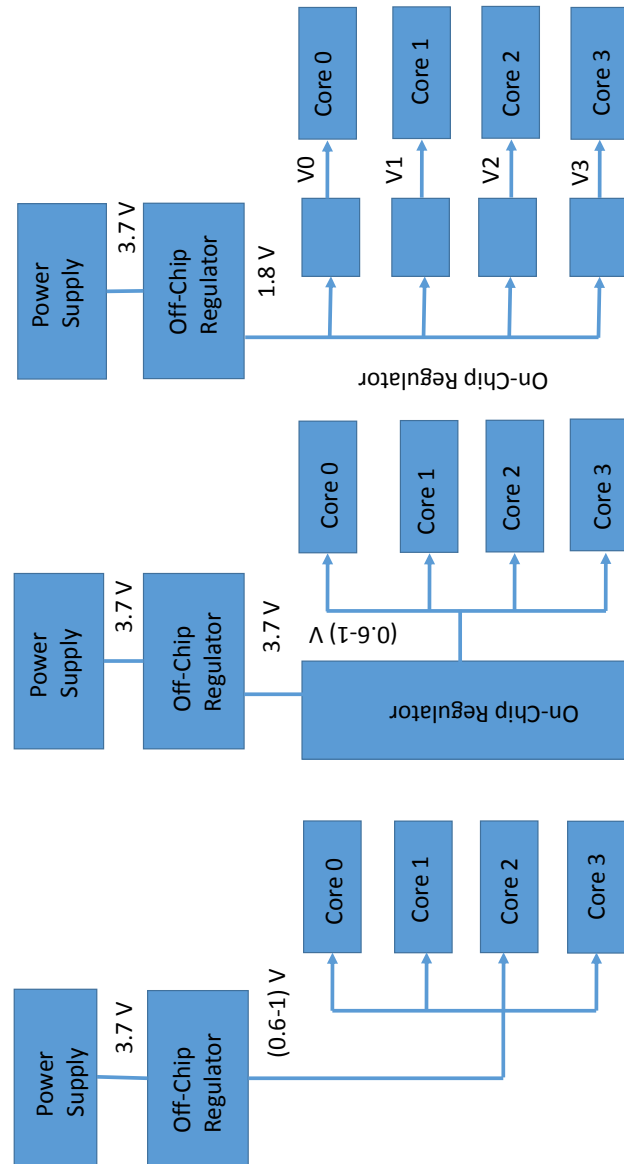 Power
Supply
3.7 V
Off-Chip
Regulator
(0.6-1) V
Core 0
Core 1
Core 2
Core 3
Power
Supply
3.7 V
Off-Chip
Regulator
3.7 V
On-Chip Regulator
(0.6-1) V
Core 0
Core 1
Core 2
Core 3
Power
Supply
3.7 V
Off-Chip
Regulator
1.8 V
On-Chip Regulator
V0
Core 0
V1
Core 1
V2
Core 2
V3
Core 3